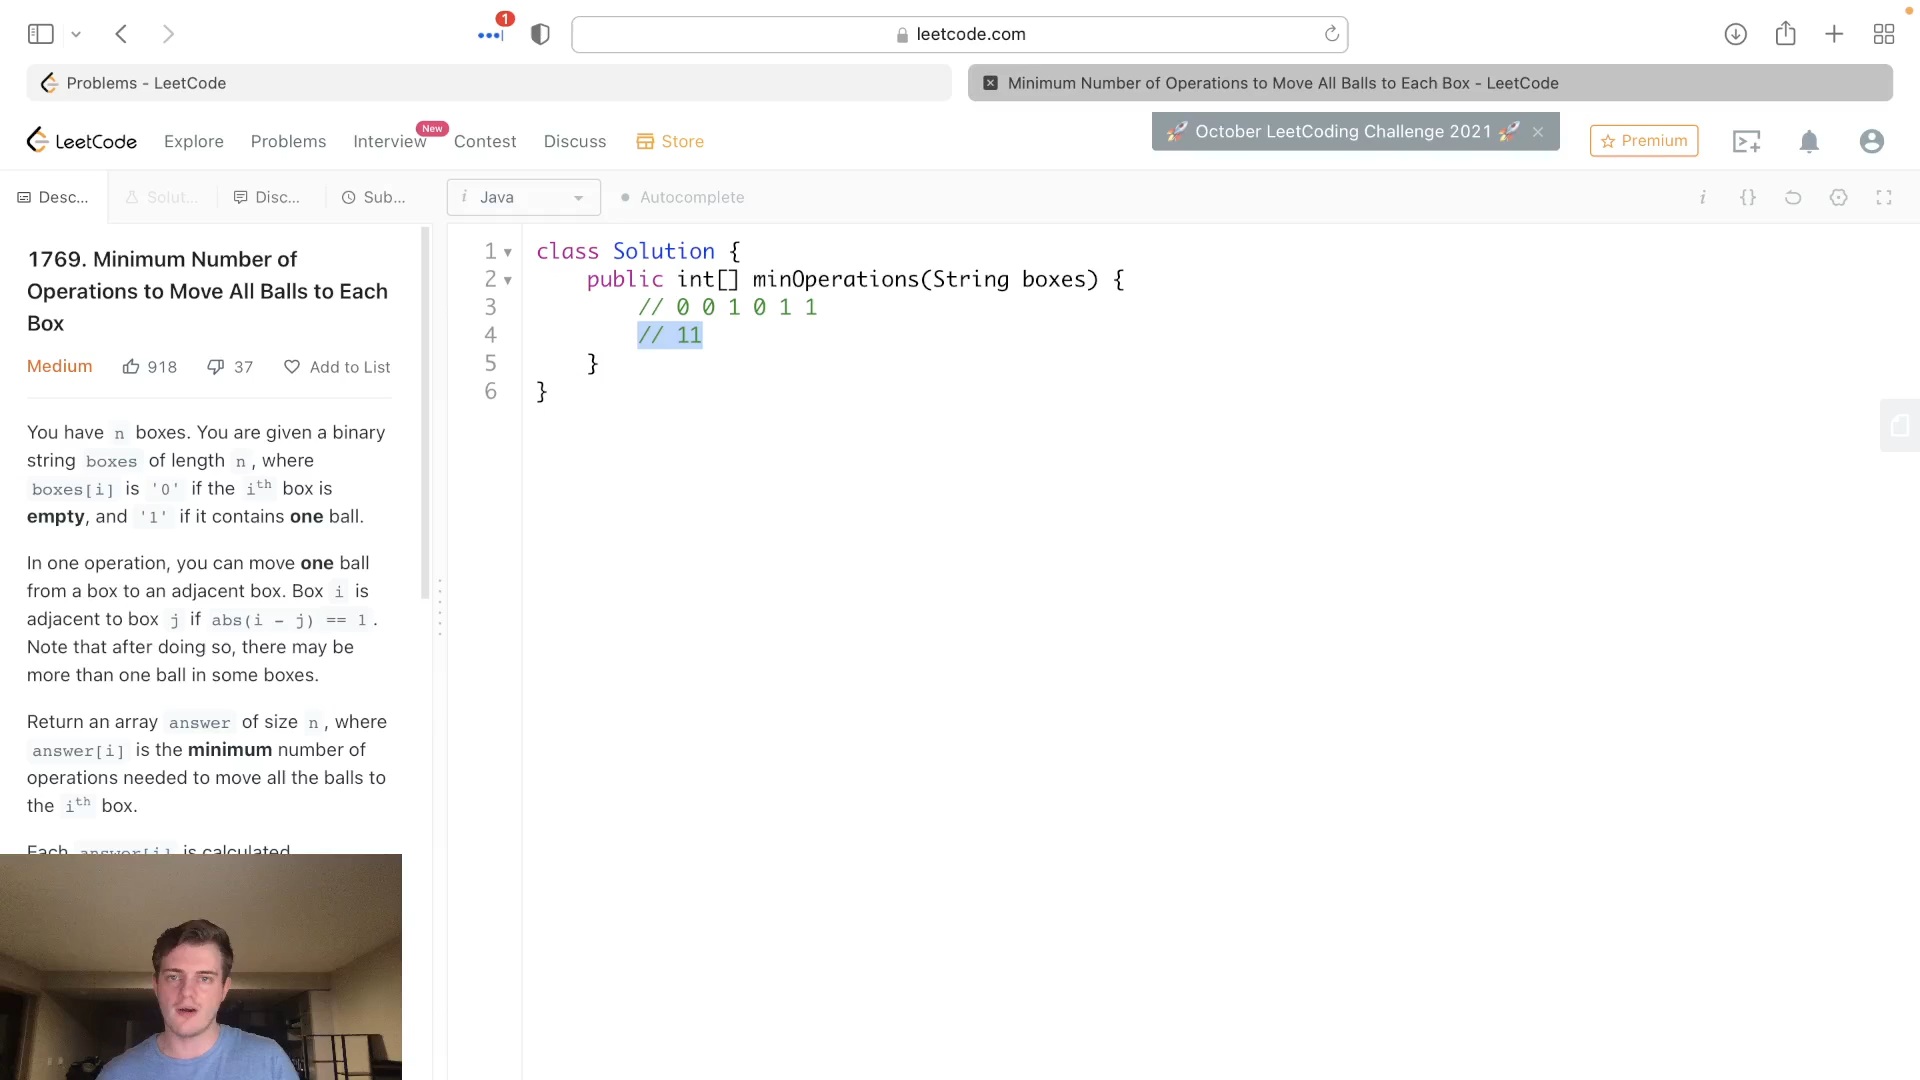 1
leetcode.com
Problems - LeetCode
Minimum Number of Operations to Move All Balls to Each Box - LeetCode
LeetCode
Explore
Problems
Interview
New
Contest
Discuss
Store
🚀 October LeetCoding Challenge 2021 🚀
Premium
Desc...
Solut...
Disc...
Sub...
i Java
Autocomplete
i
{}
1769. Minimum Number of
Operations to Move All Balls to Each
Box
Medium 918 37 Add to List
You have n boxes. You are given a binary
string boxes of length n, where
boxes[i] is '0' if the ith box is
empty, and '1' if it contains one ball.
In one operation, you can move one ball
from a box to an adjacent box. Box i is
adjacent to box j if abs(i - j) == 1.
Note that after doing so, there may be
more than one ball in some boxes.
Return an array answer of size n, where
answer[i] is the minimum number of
operations needed to move all the balls to
the ith box.
Each answer[i] is calculated
1 class Solution {
2 public int[] minOperations(String boxes) {
3 // 0 0 1 0 1 1
4 // 11
5 }
6 }